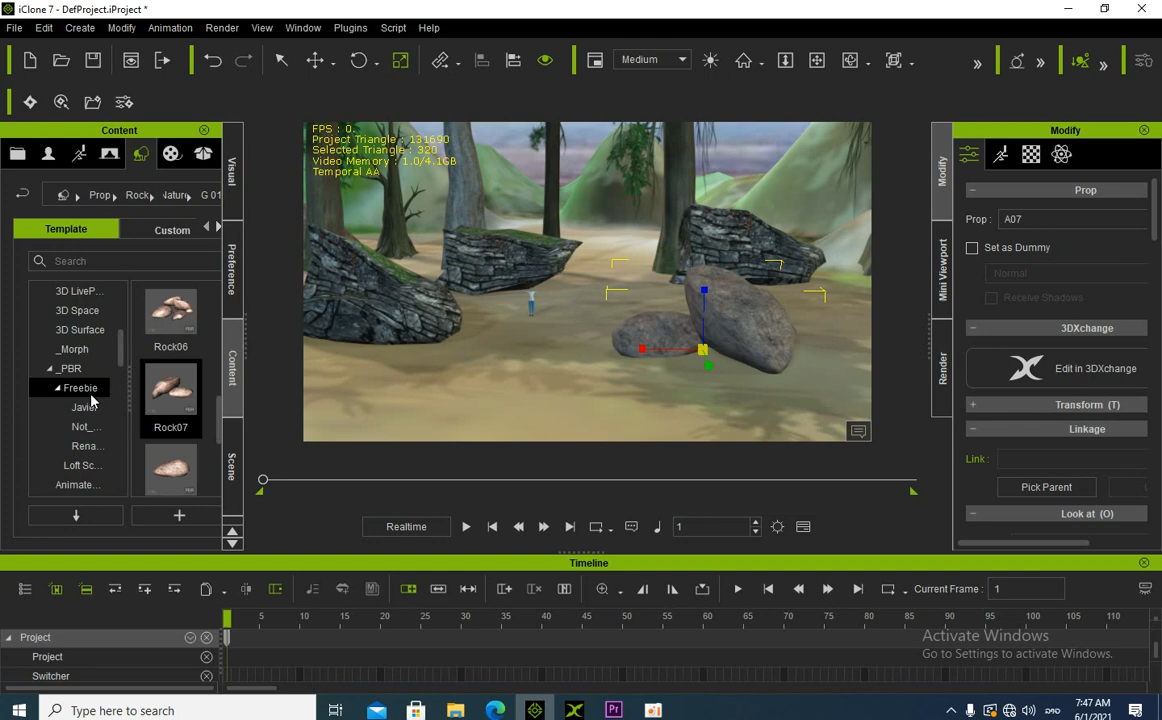 iClone 7 - DefProject.iProject *
File Edit Create Modify Animation Render View Window Plugins Script Help
Medium
Content
Modify
Prop Rock Natur G 01
Template Custom
Search
3D LiveP...
3D Space
3D Surface
_Morph
_PBR
Freebie
Not_...
Rena...
Loft Sc...
Animate...
Rock06
Rock07
Visual
Preference
Content
Scene
FPS : 0.
Project Triangle : 131690
Selected Triangle : 320
Video Memory : 1.0/4.1GB
Temporal AA
Modify
Mini Viewport
Render
Prop
Prop : A07
Set as Dummy
Normal
Receive Shadows
3DXchange
Edit in 3DXchange
Transform (T)
Linkage
Link :
Pick Parent
Look at (O)
Realtime
1
Timeline
Current Frame : 1
5 10 15 20 25 30 35 40 45 50 55 60 65 70 75 80 85 90 95 100 105 110
Project
Project
Switcher
Activate Windows
Go to Settings to activate Windows.
Type here to search
7:47 AM
6/1/2021